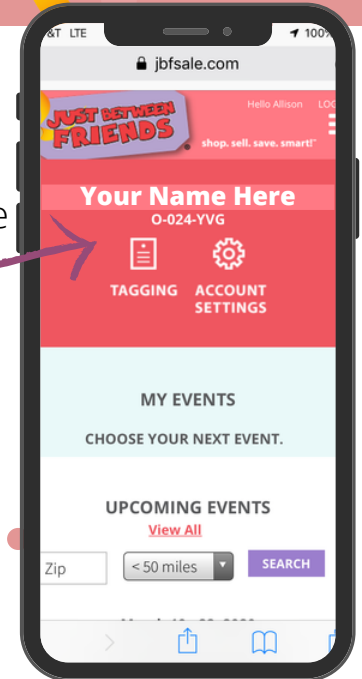 &T LTE
100%
jbfsale.com
Hello Allison
LOG
JUST BETWEEN
FRIENDS
shop. sell. save. smart!
Your Name Here
O-024-YVG
e
TAGGING
ACCOUNT
SETTINGS
MY EVENTS
CHOOSE YOUR NEXT EVENT.
UPCOMING EVENTS
View All
Zip
< 50 miles
SEARCH